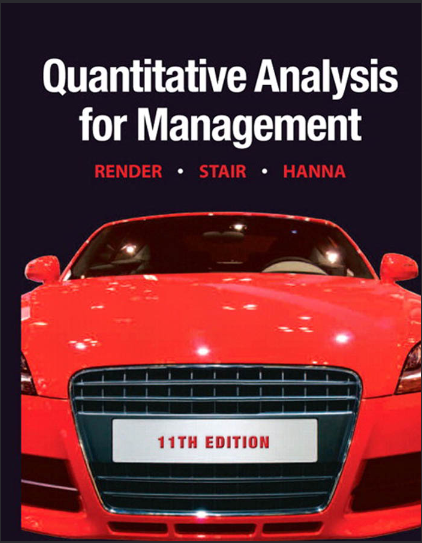 Quantitative Analysis
for Management
RENDER • STAIR • HANNA
11TH EDITION